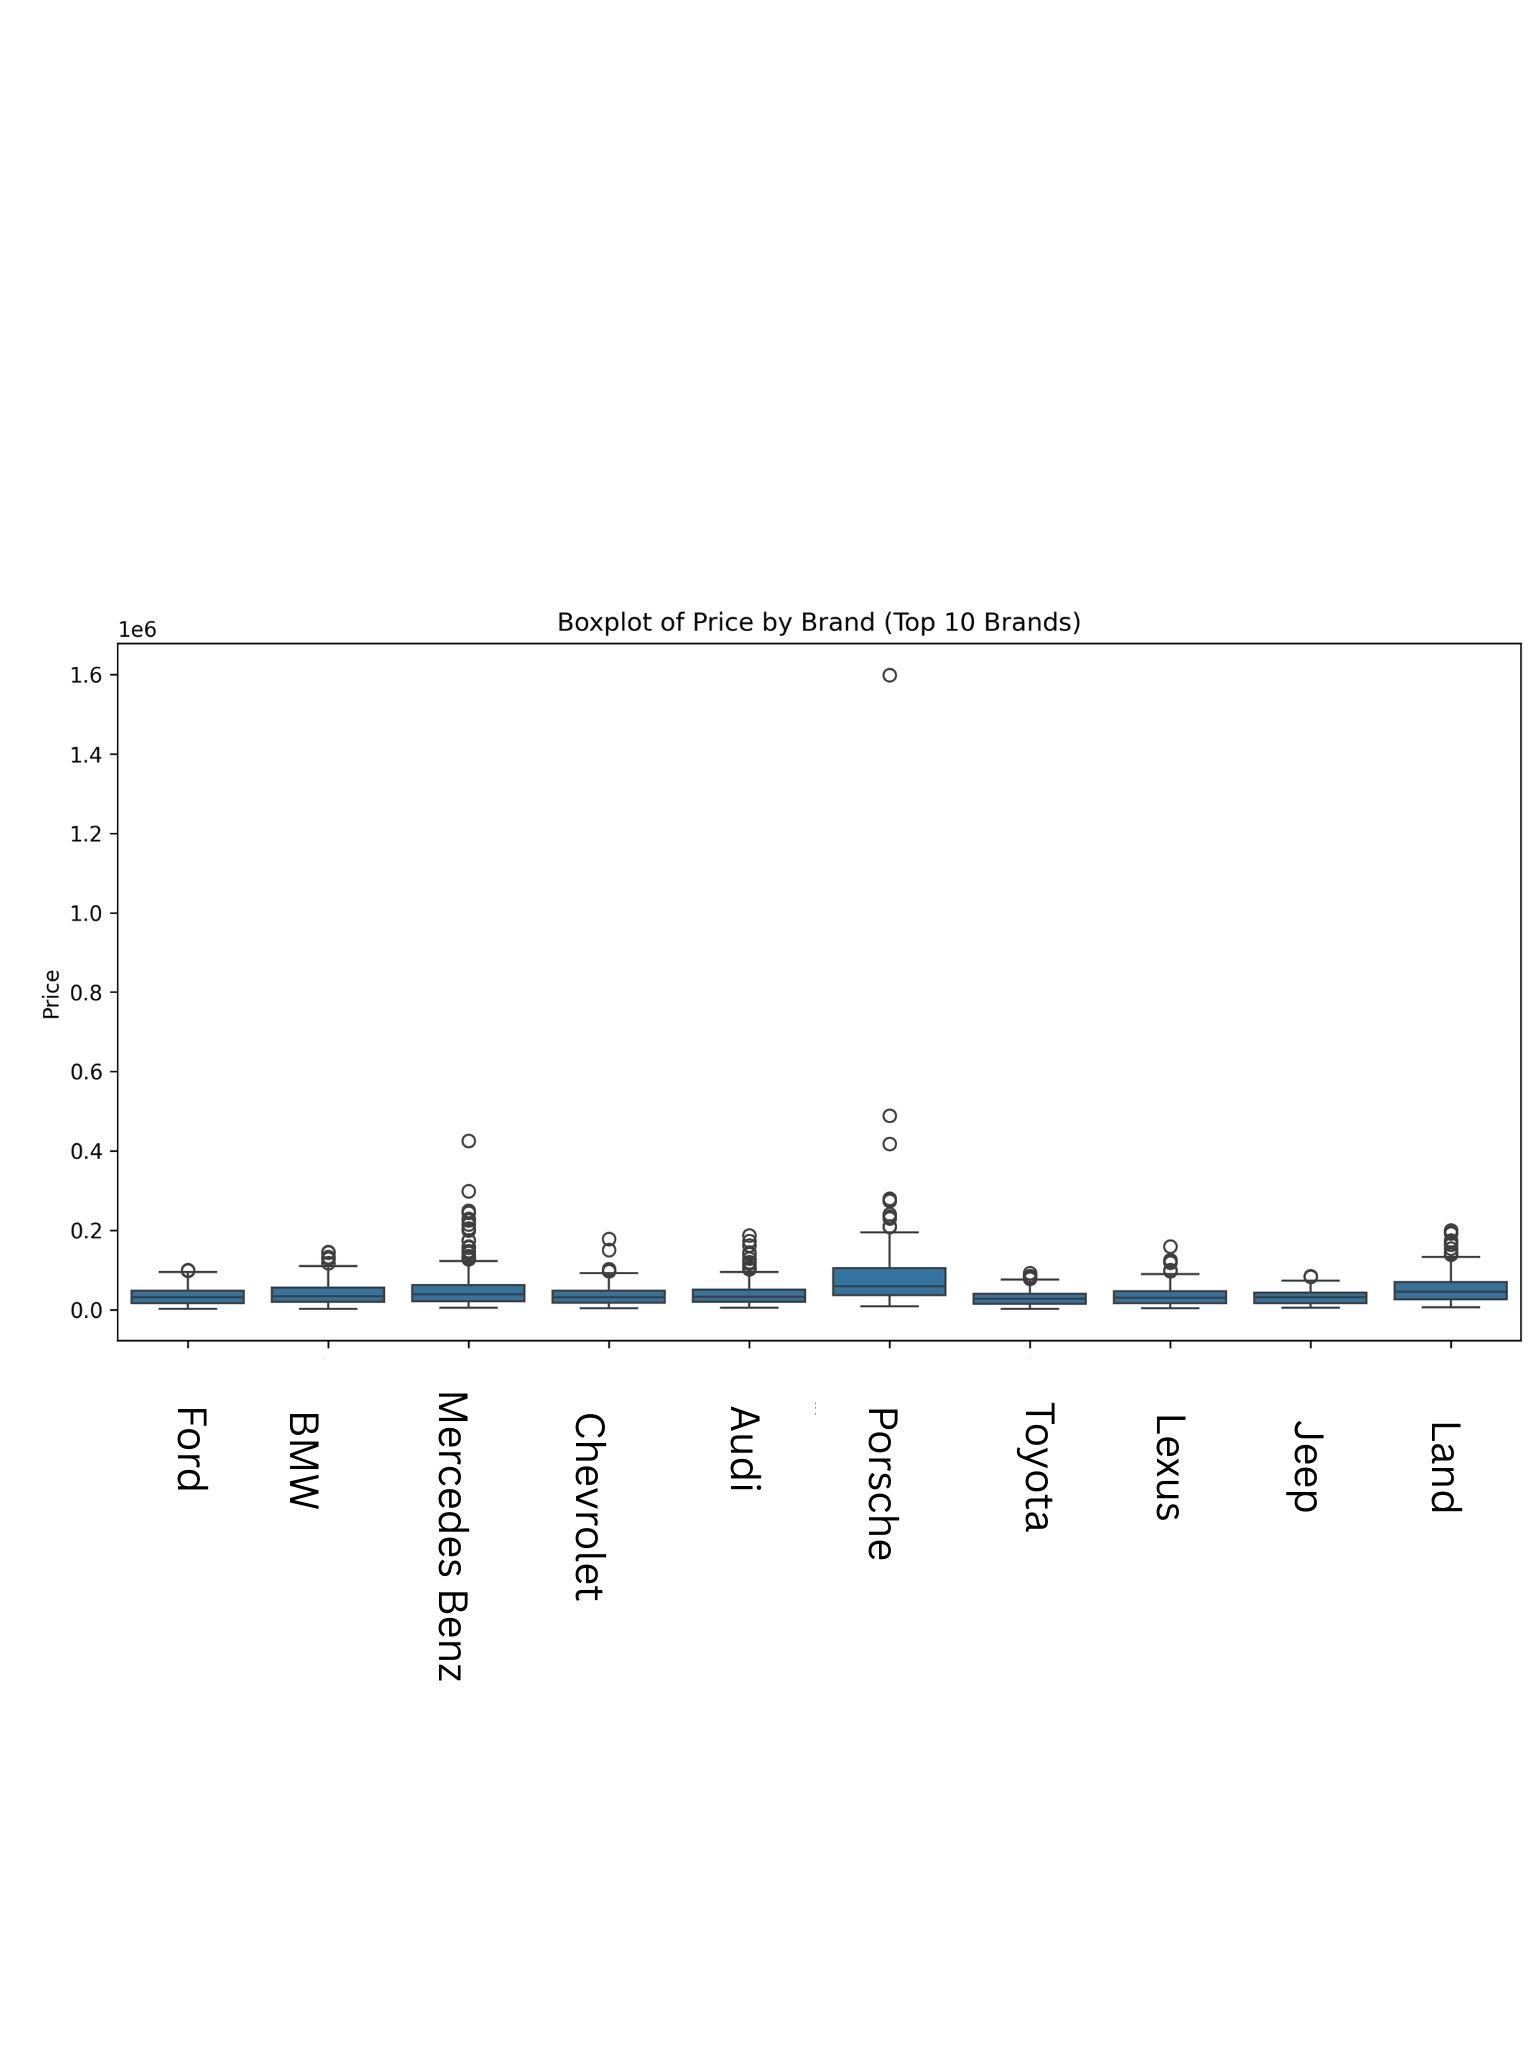 Boxplot of Price by Brand (Top 10 Brands)
1e6
1.6
1.4
1.2
1.0
0.8
0.6
0.4
0.2
0.0
Price
Ford
BMW
Mercedes Benz
Chevrolet
Audi
Porsche
Toyota
Lexus
Jeep
Land